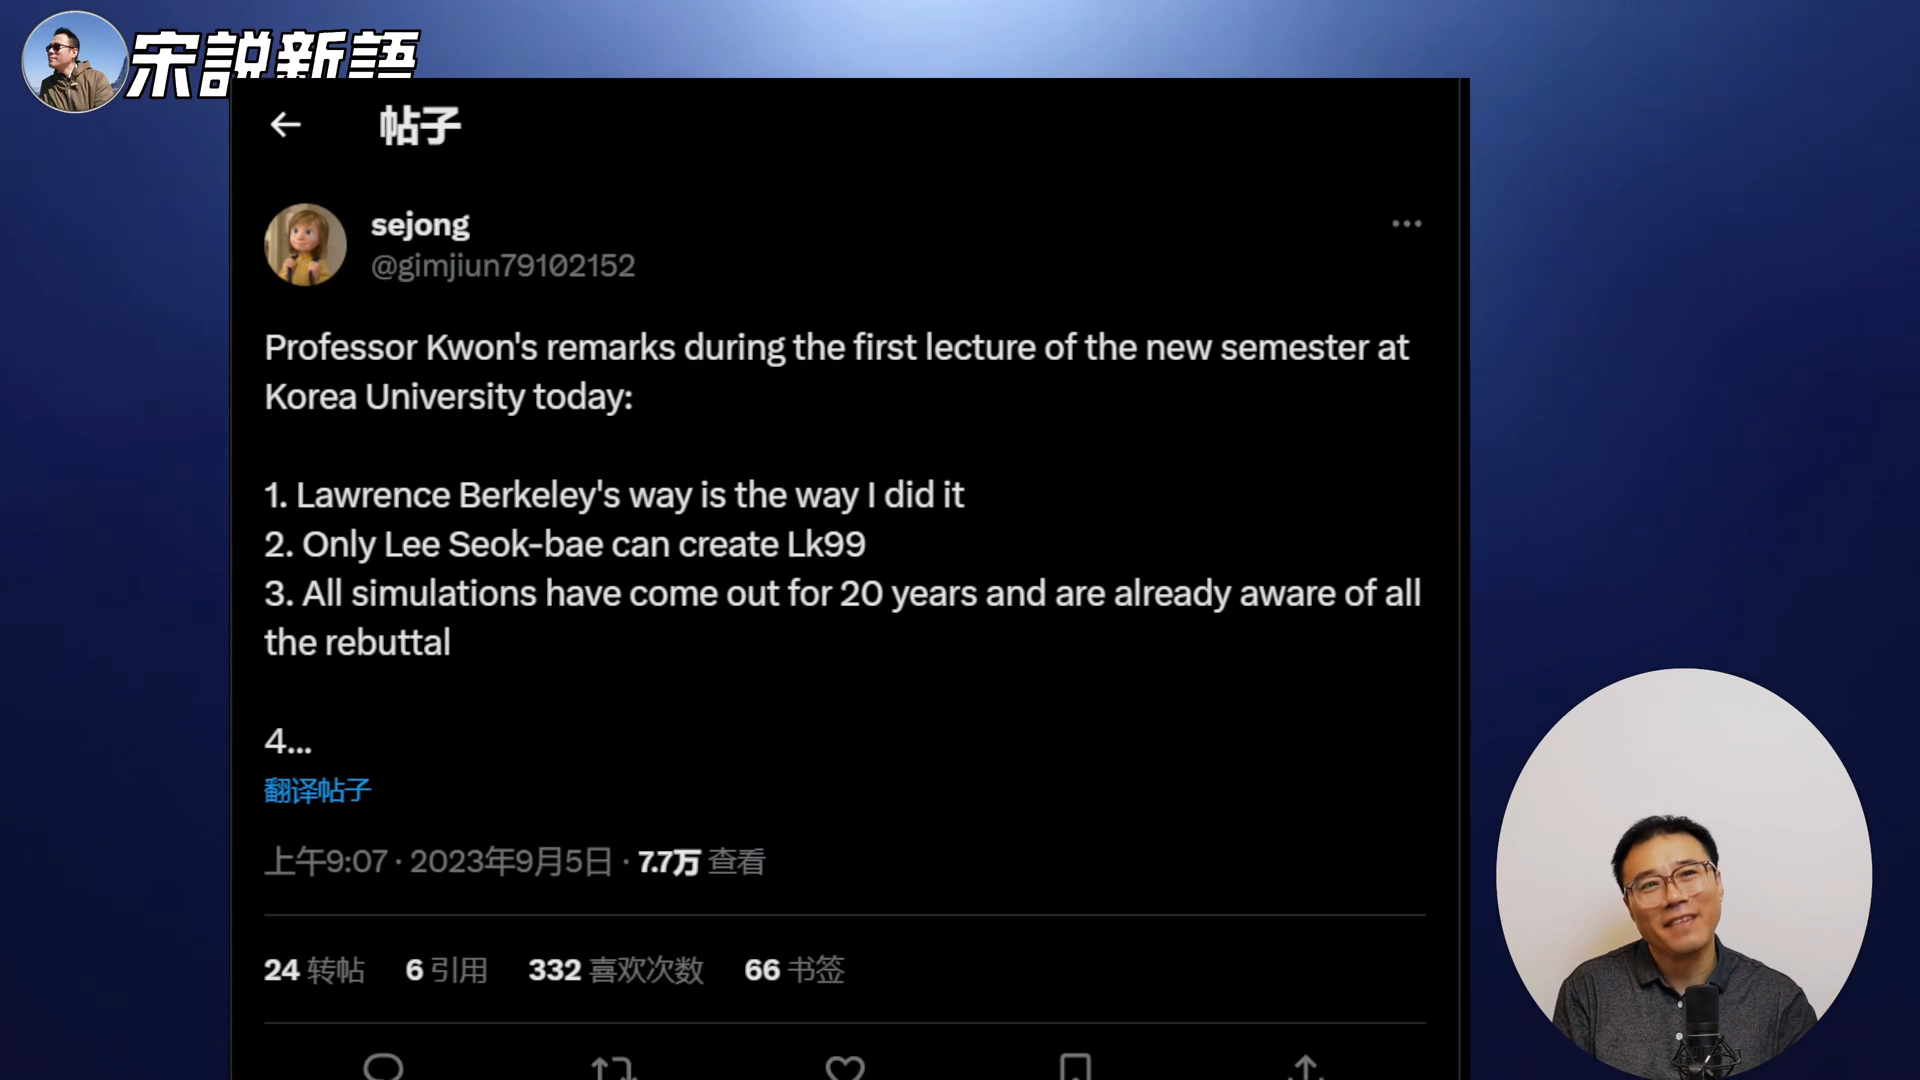 宋説新語
帖子
sejong
@gimjiun79102152
Professor Kwon's remarks during the first lecture of the new semester at
Korea University today:
1. Lawrence Berkeley's way is the way I did it
2. Only Lee Seok-bae can create Lk99
3. All simulations have come out for 20 years and are already aware of all
the rebuttal
4...
翻译帖子
上午9:07 · 2023年9月5日 · 7.7万 查看
24 转帖 6 引用 332 喜欢次数 66 书签